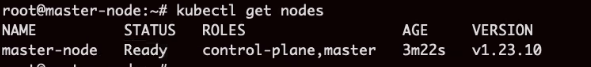 root@master-node:~# kubectl get nodes
NAME STATUS ROLES AGE VERSION
master-node Ready control-plane,master 3m22s v1.23.10